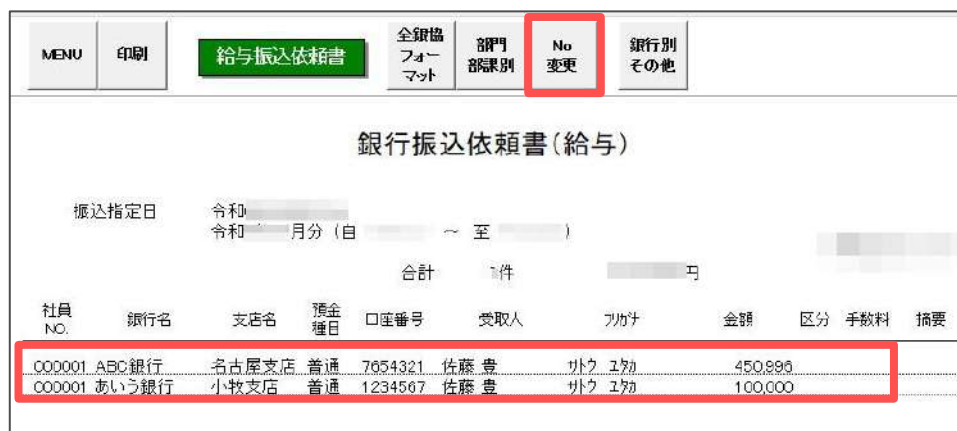 MENU 印刷 給与振込依頼書 全銀協フォーマット 部門部課別 No変更 銀行別その他
銀行振込依頼書(給与)
振込指定日 令和
令和 月分(自 ~ 至 )
合計 件 円
社員NO. 銀行名 支店名 預金種目 口座番号 受取人 フリガナ 金額 区分 手数料 摘要
000001 ABC銀行 名古屋支店 普通 7654321 佐藤 豊 サトウ ユタカ 450,996
000001 あいう銀行 小牧支店 普通 1234567 佐藤 豊 サトウ ユタカ 100,000